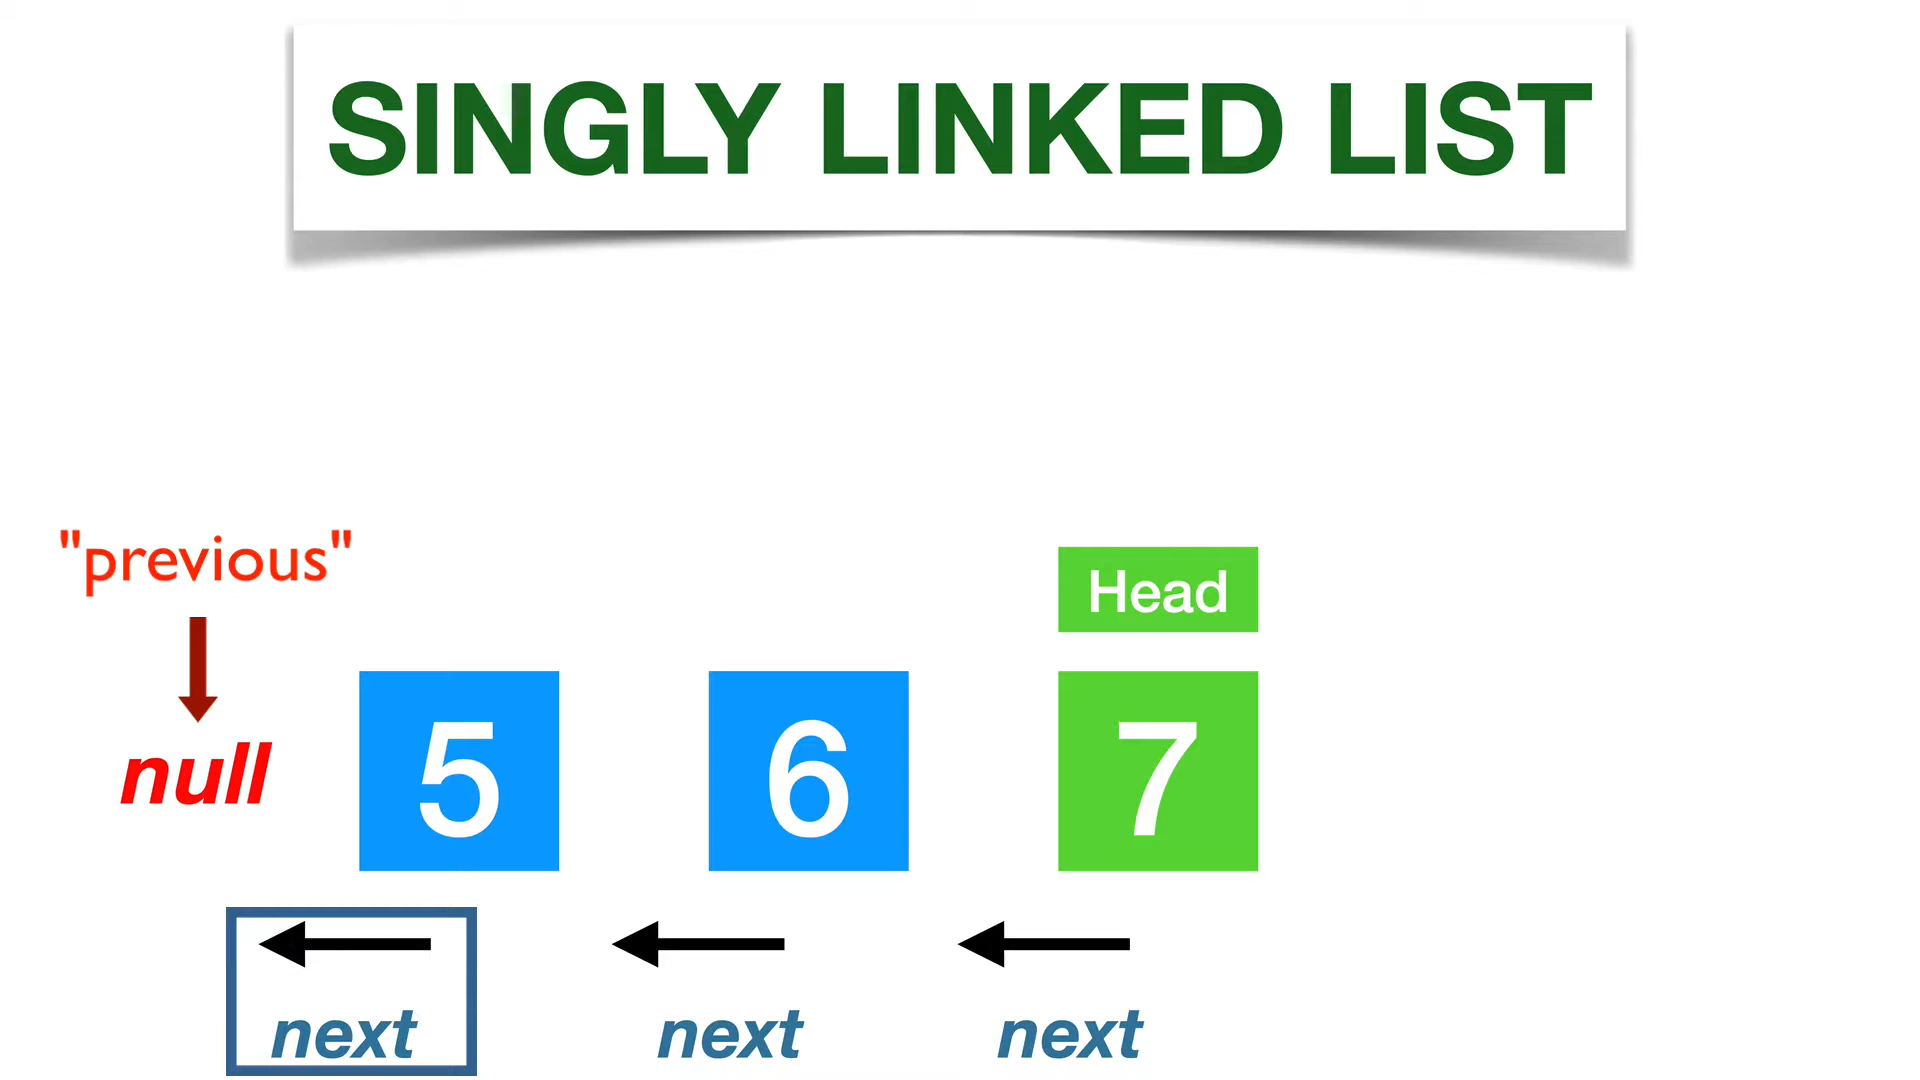 SINGLY LINKED LIST
"previous"
Head
null 5 6 7
next next next